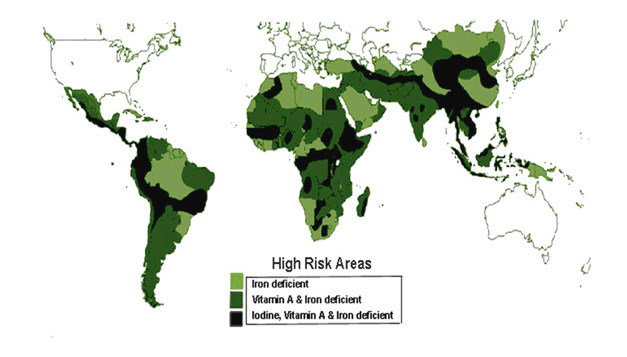 High Risk Areas
Iron deficient
Vitamin A & Iron deficient
Iodine, Vitamin A & Iron deficient